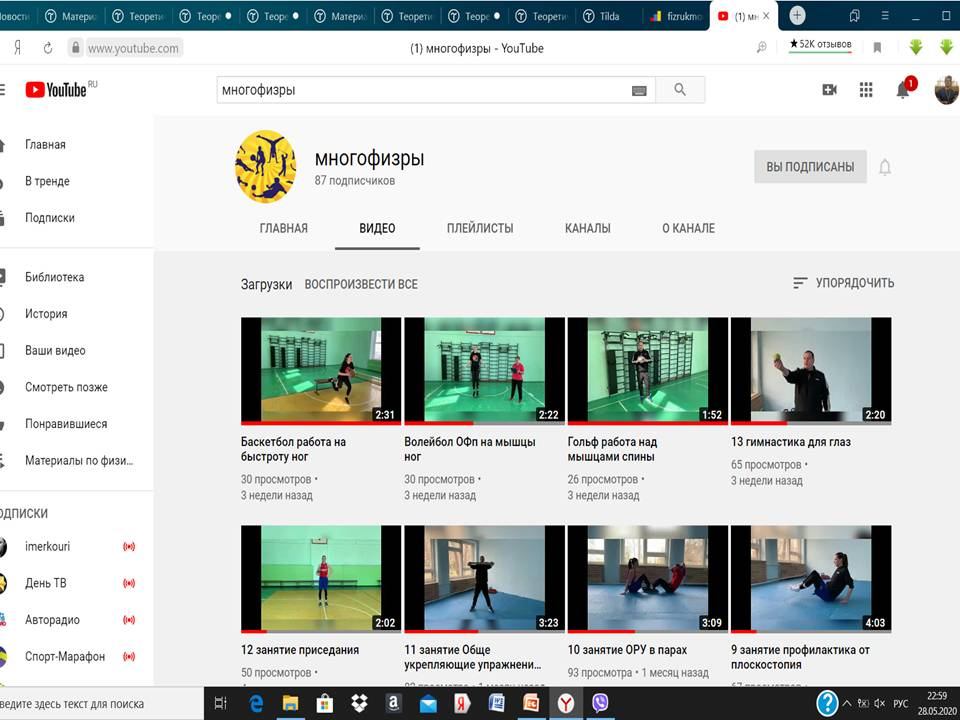 Новости
Материа
Теорети
Теоре
Теоре
Материа
Теорети
Теоре
Теорети
Tilda
fizrukmo
(1) мн
Я
www.youtube.com
(1) многофизры - YouTube
★52K отзывов
YouTube RU
многофизры
1
Главная
В тренде
Подписки
Библиотека
История
Ваши видео
Смотреть позже
Понравившиеся
Материалы по физи...
ОДПИСКИ
imerkouri
День ТВ
Авторадио
Спорт-Марафон
многофизры
87 подписчиков
ВЫ ПОДПИСАНЫ
ГЛАВНАЯ ВИДЕО ПЛЕЙЛИСТЫ КАНАЛЫ О КАНАЛЕ
Загрузки ВОСПРОИЗВЕСТИ ВСЕ УПОРЯДОЧИТЬ
2:31
Баскетбол работа на
быстроту ног
30 просмотров •
3 недели назад
2:22
Волейбол ОФп на мышцы
ног
30 просмотров •
3 недели назад
1:52
Гольф работа над
мышцами спины
26 просмотров •
3 недели назад
2:20
13 гимнастика для глаз
65 просмотров •
3 недели назад
2:02
12 занятие приседания
50 просмотров •
3:23
11 занятие Обще
укрепляющие упражнени...
3:09
10 занятие ОРУ в парах
93 просмотра • 1 месяц назад
4:03
9 занятие профилактика от
плоскостопия
ведите здесь текст для поиска
РУС
22:59
28.05.2020